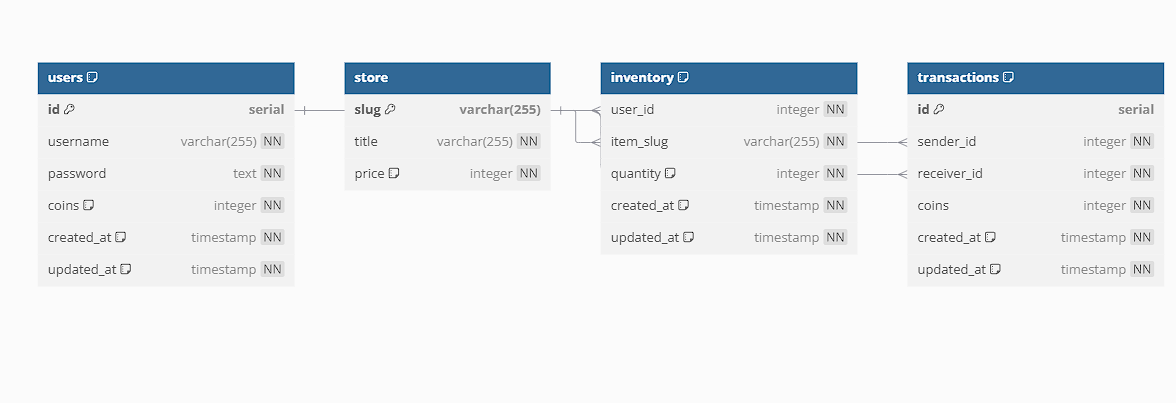 users
id serial
username varchar(255) NN
password text NN
coins integer NN
created_at timestamp NN
updated_at timestamp NN
store
slug varchar(255)
title varchar(255) NN
price integer NN
inventory
user_id integer NN
item_slug varchar(255) NN
quantity integer NN
created_at timestamp NN
updated_at timestamp NN
transactions
id serial
sender_id integer NN
receiver_id integer NN
coins integer NN
created_at timestamp NN
updated_at timestamp NN